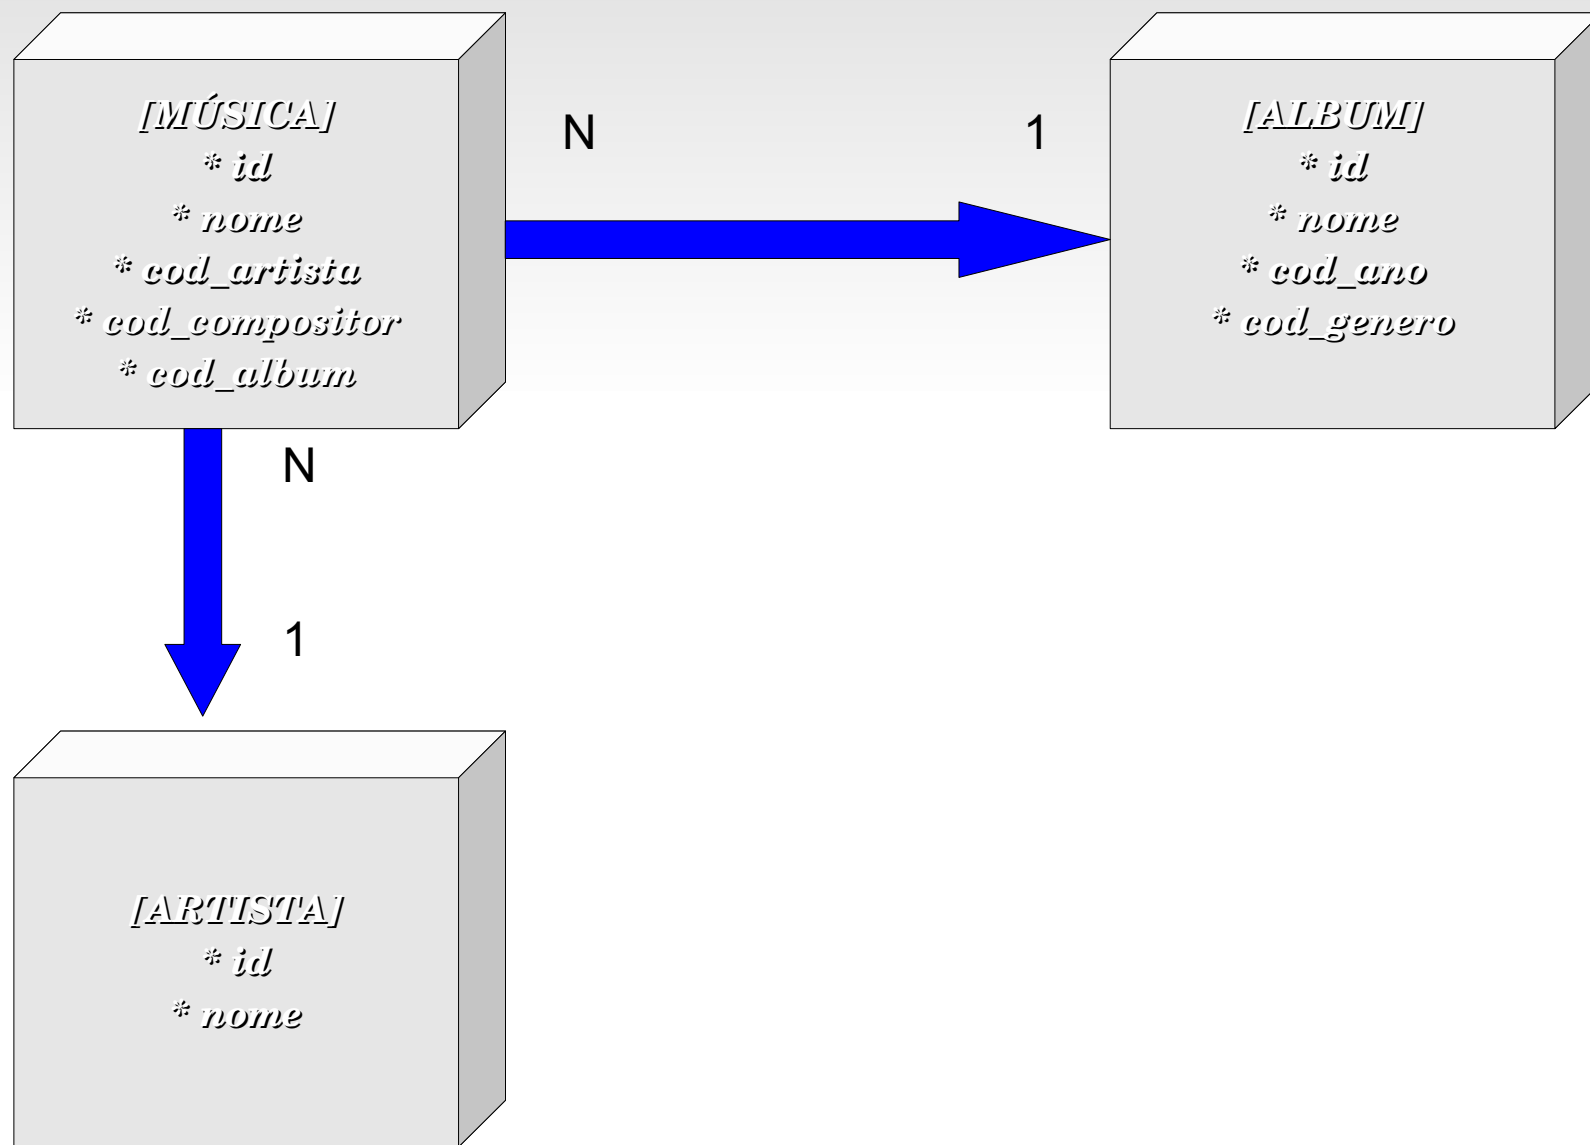 [MÚSICA]
* id
* nome
* cod_artista
* cod_compositor
* cod_album
N
1
[ALBUM]
* id
* nome
* cod_ano
* cod_genero
N
1
[ARTISTA]
* id
* nome